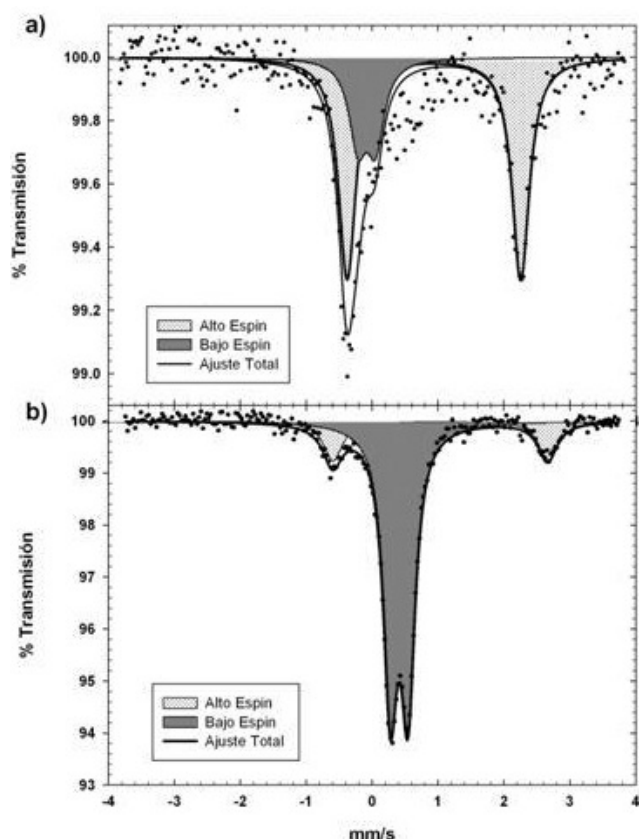 a)
100.0
99.8
99.6
99.4
99.2
99.0
% Transmisión
Alto Espin
Bajo Espin
Ajuste Total
b)
100
99
98
97
96
95
94
93
% Transmisión
Alto Espin
Bajo Espin
Ajuste Total
-4 -3 -2 -1 0 1 2 3 4
mm/s